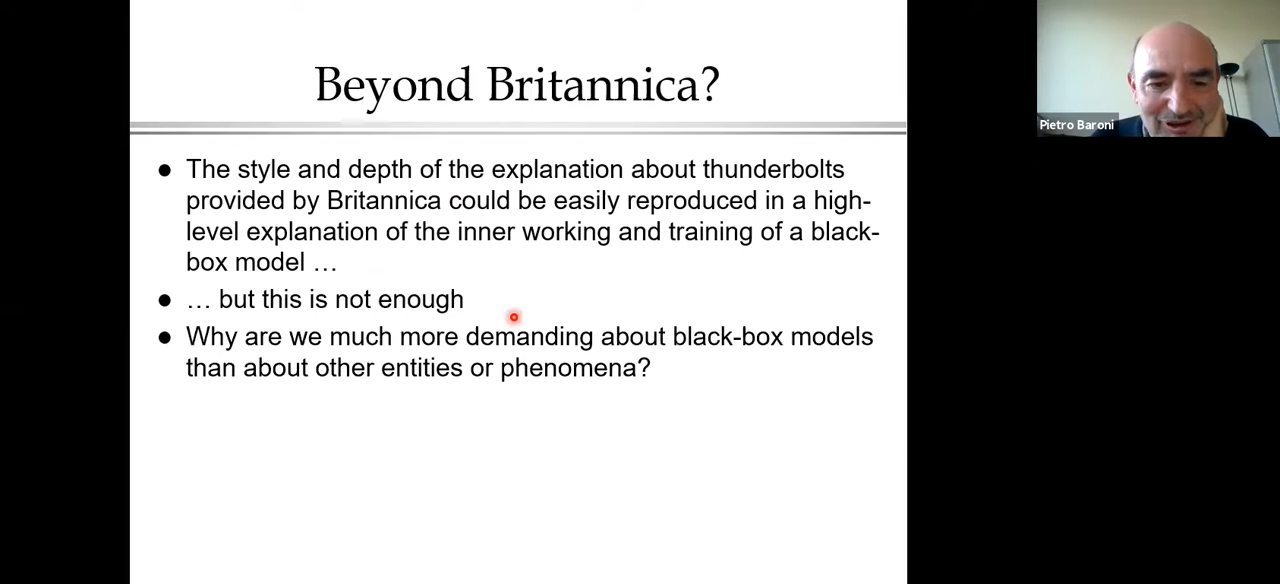 Beyond Britannica?
● The style and depth of the explanation about thunderbolts
provided by Britannica could be easily reproduced in a high-
level explanation of the inner working and training of a black-
box model …
● … but this is not enough
● Why are we much more demanding about black-box models
than about other entities or phenomena?
Pietro Baroni